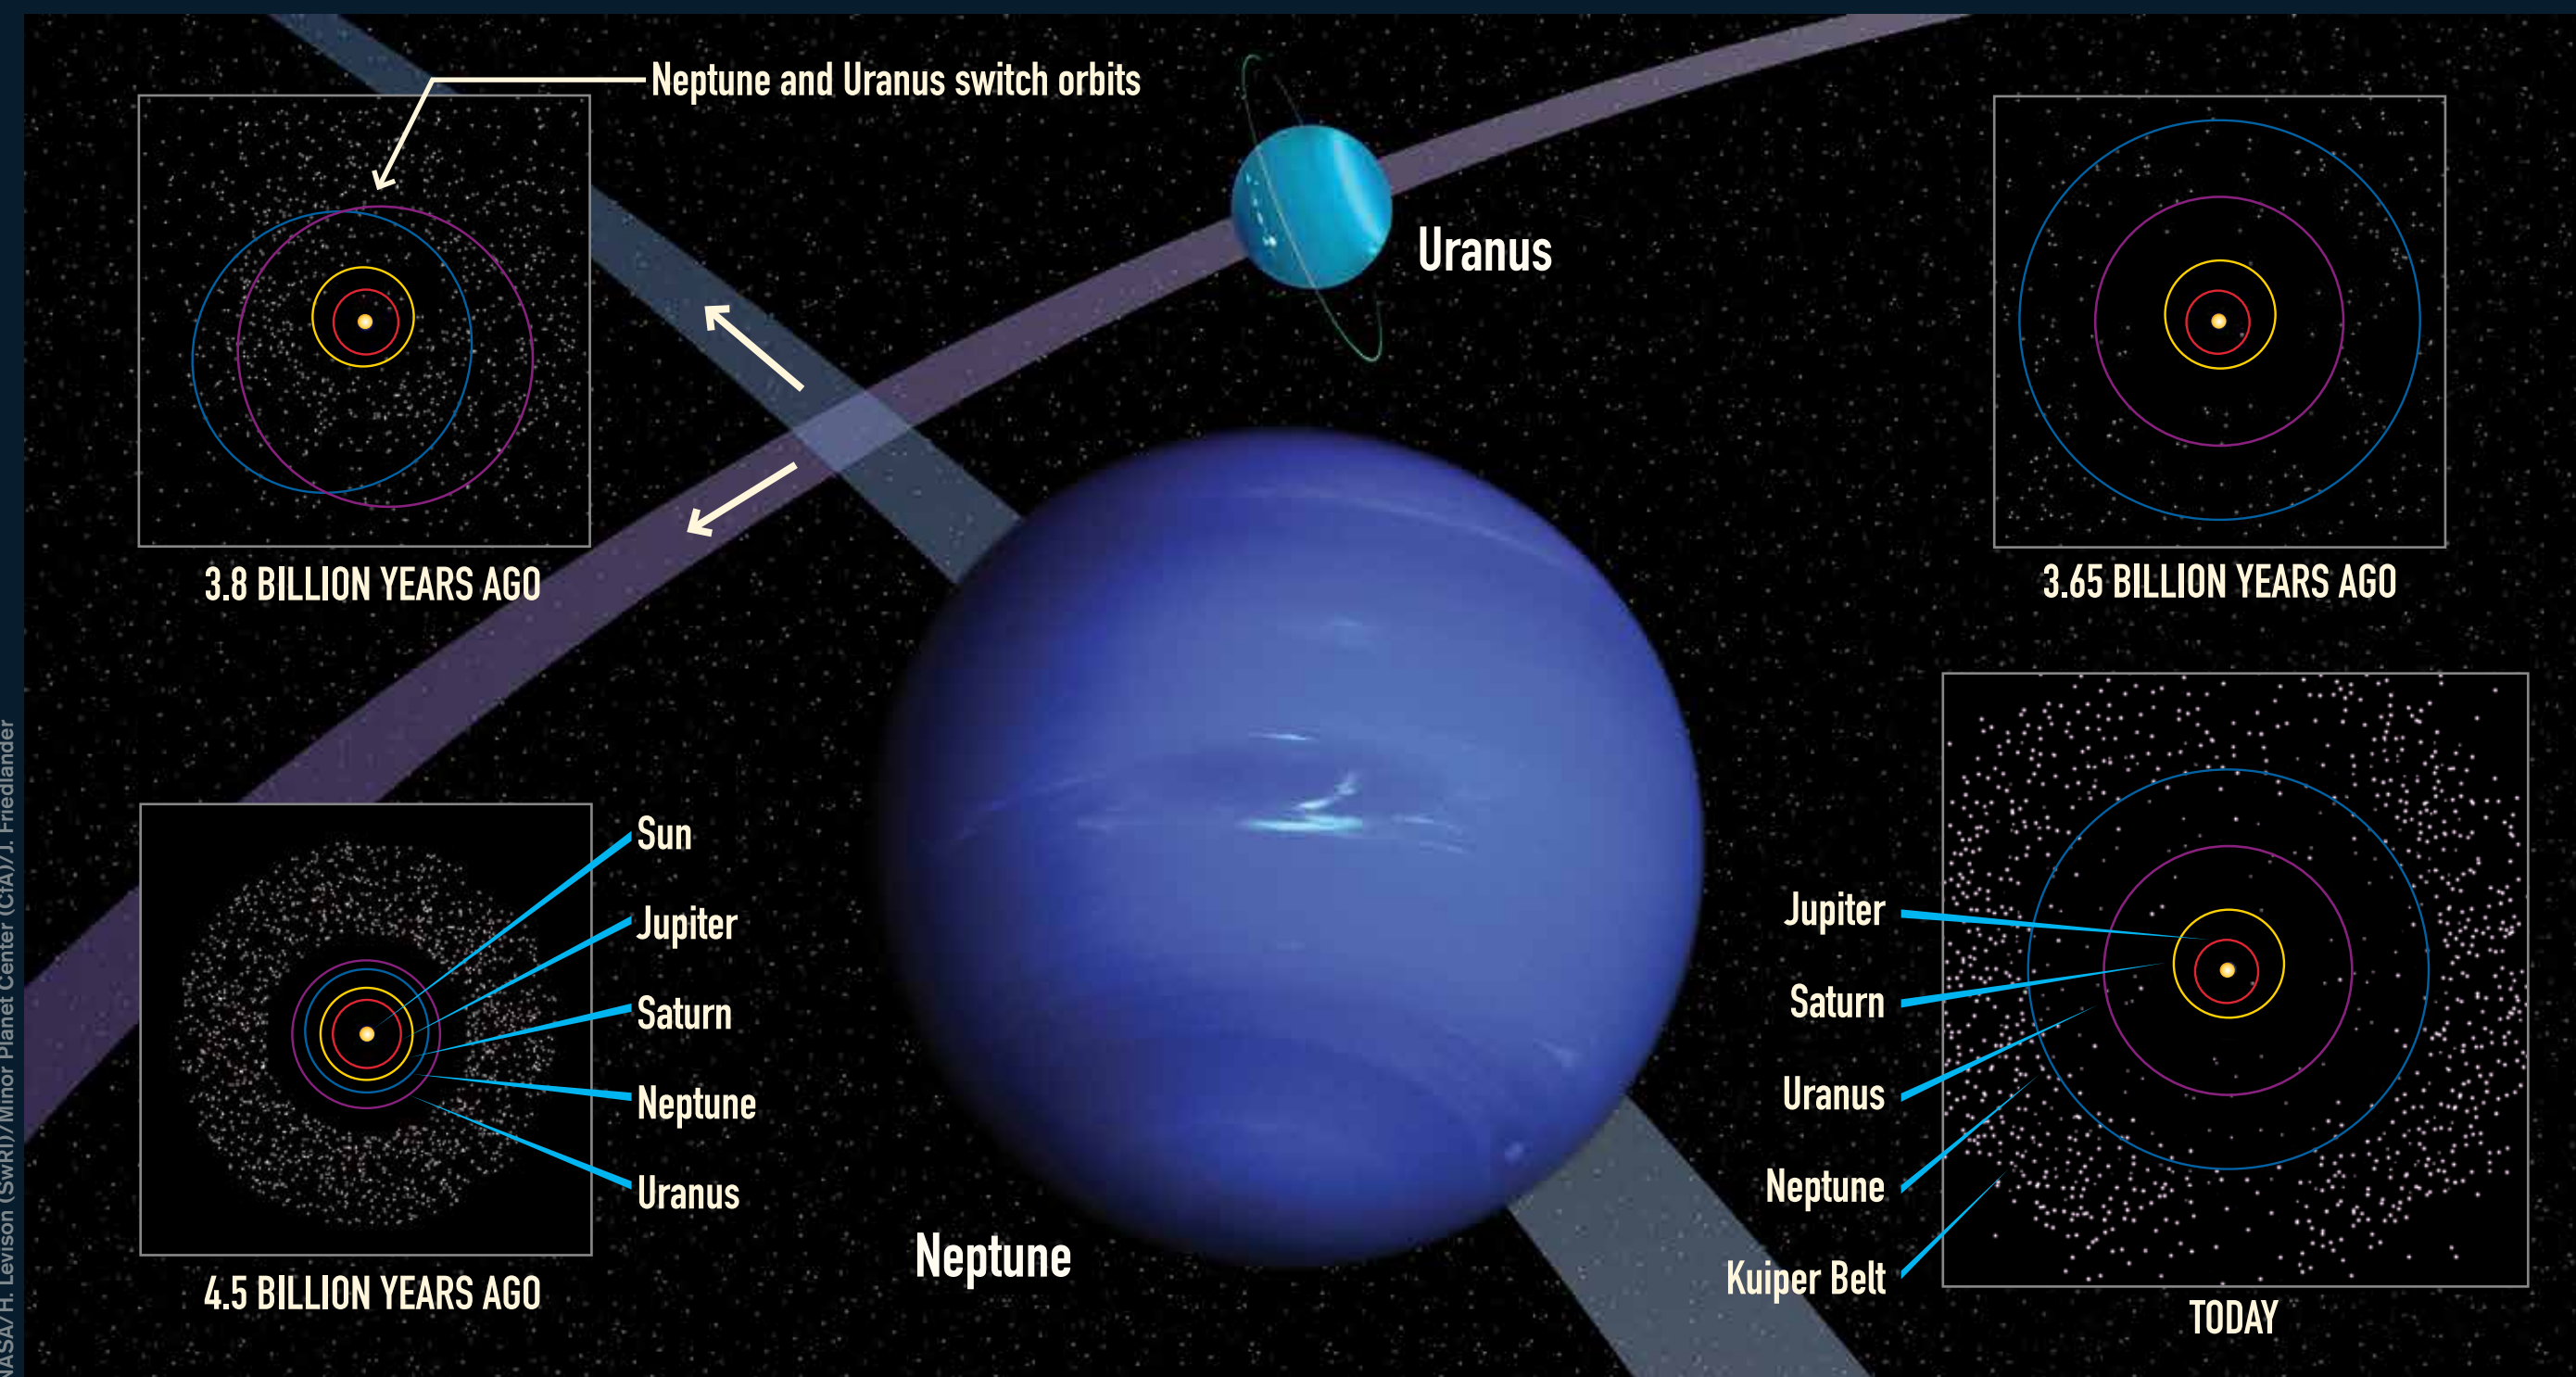 Neptune and Uranus switch orbits
3.8 BILLION YEARS AGO
Uranus
3.65 BILLION YEARS AGO
Sun
Jupiter
Saturn
Neptune
Uranus
4.5 BILLION YEARS AGO
Neptune
Jupiter
Saturn
Uranus
Neptune
Kuiper Belt
TODAY
NASA/H. Levison (SwRI)/Minor Planet Center (CfA)/J. Friedlander